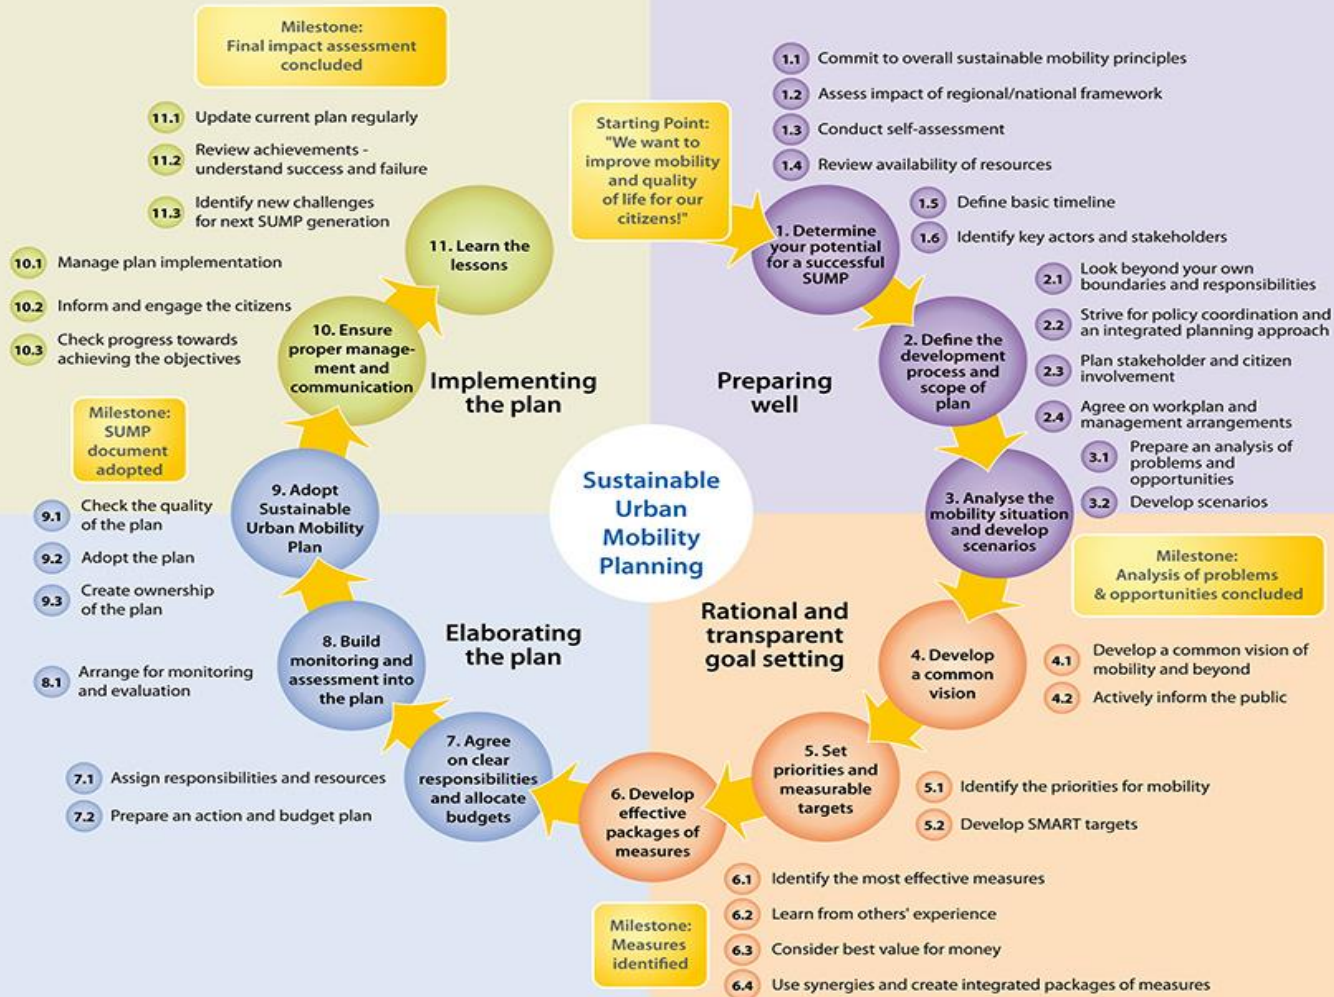 Milestone:
Final impact assessment
concluded
11.1 Update current plan regularly
11.2 Review achievements -
understand success and failure
11.3 Identify new challenges
for next SUMP generation
11. Learn the
lessons
10.1 Manage plan implementation
10.2 Inform and engage the citizens
10.3 Check progress towards
achieving the objectives
10. Ensure
proper manage-
ment and
communication
Implementing
the plan
Starting Point:
"We want to
improve mobility
and quality
of life for our
citizens!"
1.1 Commit to overall sustainable mobility principles
1.2 Assess impact of regional/national framework
1.3 Conduct self-assessment
1.4 Review availability of resources
1.5 Define basic timeline
1.6 Identify key actors and stakeholders
1. Determine
your potential
for a successful
SUMP
2.1 Look beyond your own
boundaries and responsibilities
2.2 Strive for policy coordination and
an integrated planning approach
2.3 Plan stakeholder and citizen
involvement
2.4 Agree on workplan and
management arrangements
2. Define the
development
process and
scope of
plan
Preparing
well
3.1 Prepare an analysis of
problems and
opportunities
3.2 Develop scenarios
3. Analyse the
mobility situation
and develop
scenarios
Milestone:
Analysis of problems
& opportunities concluded
Sustainable
Urban
Mobility
Planning
Milestone:
SUMP
document
adopted
9.1 Check the quality
of the plan
9.2 Adopt the plan
9.3 Create ownership
of the plan
9. Adopt
Sustainable
Urban Mobility
Plan
8.1 Arrange for monitoring
and evaluation
8. Build
monitoring and
assessment into
the plan
Elaborating
the plan
7.1 Assign responsibilities and resources
7.2 Prepare an action and budget plan
7. Agree
on clear
responsibilities
and allocate
budgets
Rational and
transparent
goal setting
4. Develop
a common
vision
4.1 Develop a common vision of
mobility and beyond
4.2 Actively inform the public
5. Set
priorities and
measurable
targets
5.1 Identify the priorities for mobility
5.2 Develop SMART targets
6. Develop
effective
packages of
measures
6.1 Identify the most effective measures
6.2 Learn from others' experience
6.3 Consider best value for money
6.4 Use synergies and create integrated packages of measures
Milestone:
Measures
identified